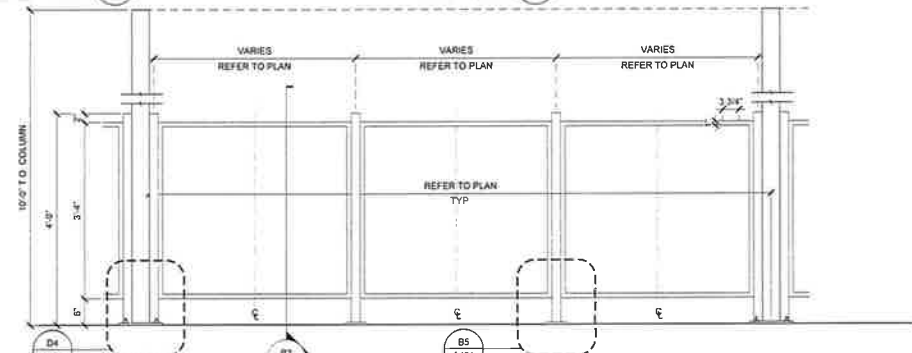 VARIES
REFER TO PLAN
VARIES
REFER TO PLAN
VARIES
REFER TO PLAN
3 3/4"
10'-0" T.O. COLUMN
4'-0"
3'-4"
6"
REFER TO PLAN
TYP
℄
℄
℄
D4
B5